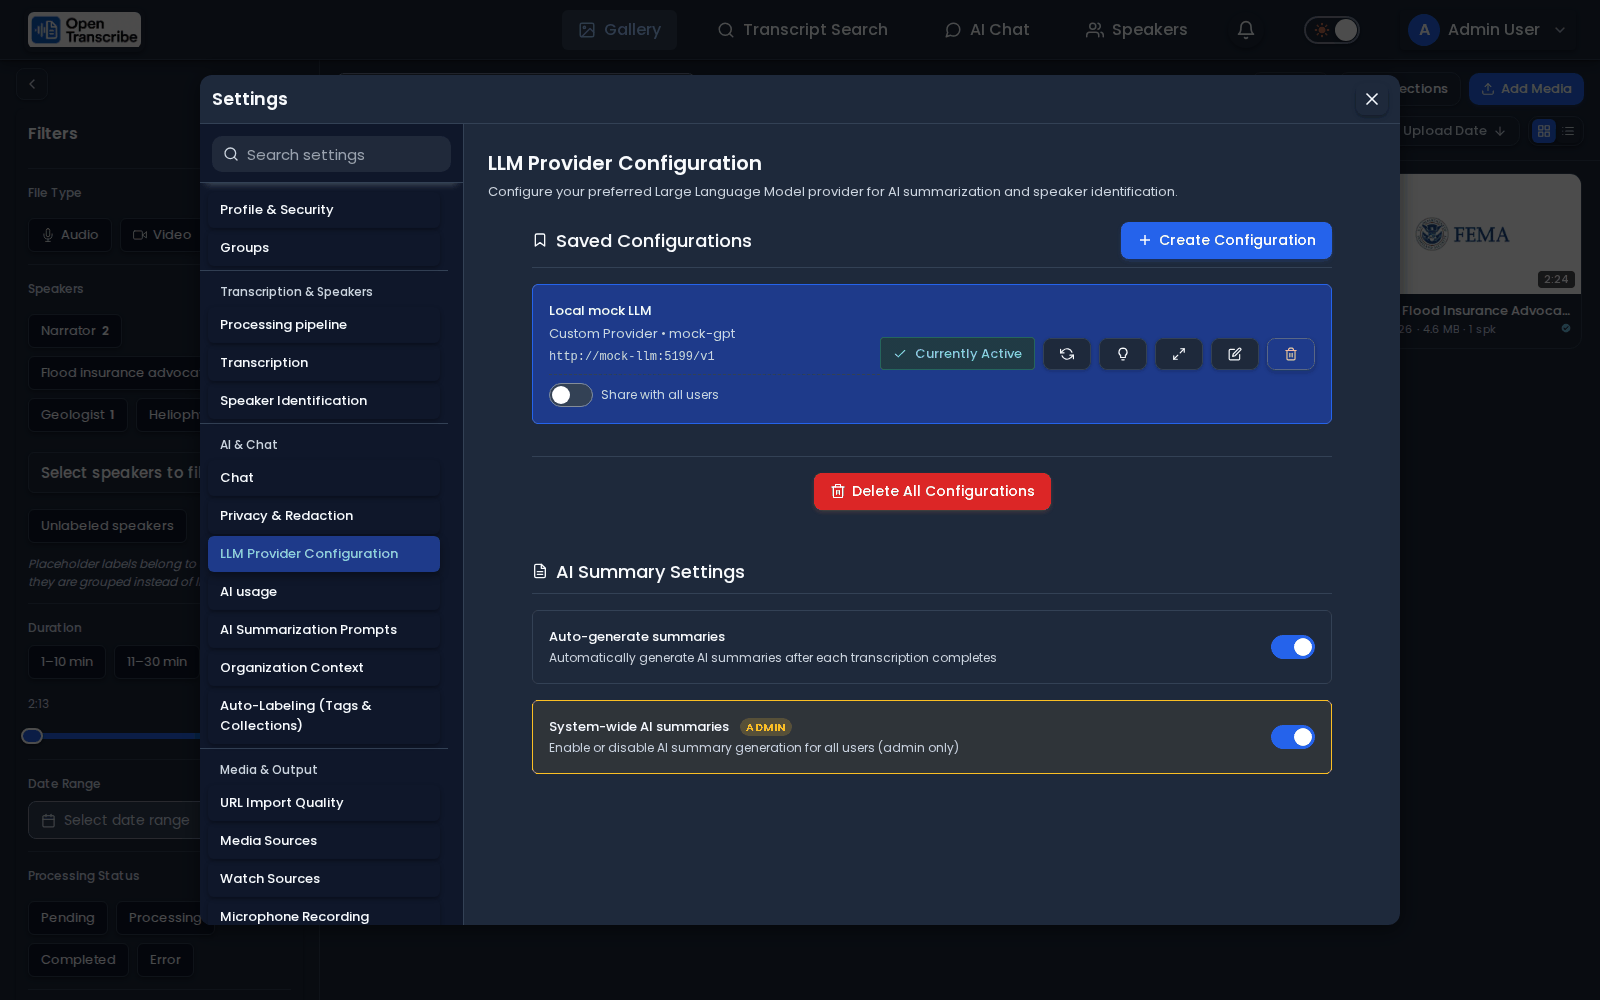 Open
Transcribe
Gallery
Transcript Search
AI Chat
Speakers
A
Admin User
Settings
ections
Add Media
Filters
Search settings
LLM Provider Configuration
Upload Date
Configure your preferred Large Language Model provider for AI summarization and speaker identification.
File Type
Audio
Video
Profile & Security
Groups
Saved Configurations
Create Configuration
FEMA
2:24
Speakers
Transcription & Speakers
Narrator 2
Processing pipeline
Local mock LLM
Flood Insurance Advoca...
Custom Provider • mock-gpt
26 · 4.6 MB · 1 spk
http://mock-llm:5199/v1
Currently Active
Flood insurance advoca
Transcription
Share with all users
Geologist 1
Helioph
Speaker Identification
AI & Chat
Select speakers to fil
Chat
Delete All Configurations
Unlabeled speakers
Privacy & Redaction
LLM Provider Configuration
Placeholder labels belong to
they are grouped instead of l
AI Summary Settings
AI usage
Duration
AI Summarization Prompts
Auto-generate summaries
Automatically generate AI summaries after each transcription completes
1–10 min
11–30 min
Organization Context
2:13
Auto-Labeling (Tags &
Collections)
System-wide AI summaries ADMIN
Enable or disable AI summary generation for all users (admin only)
Media & Output
Date Range
URL Import Quality
Select date range
Media Sources
Processing Status
Watch Sources
Pending
Processing
Microphone Recording
Completed
Error